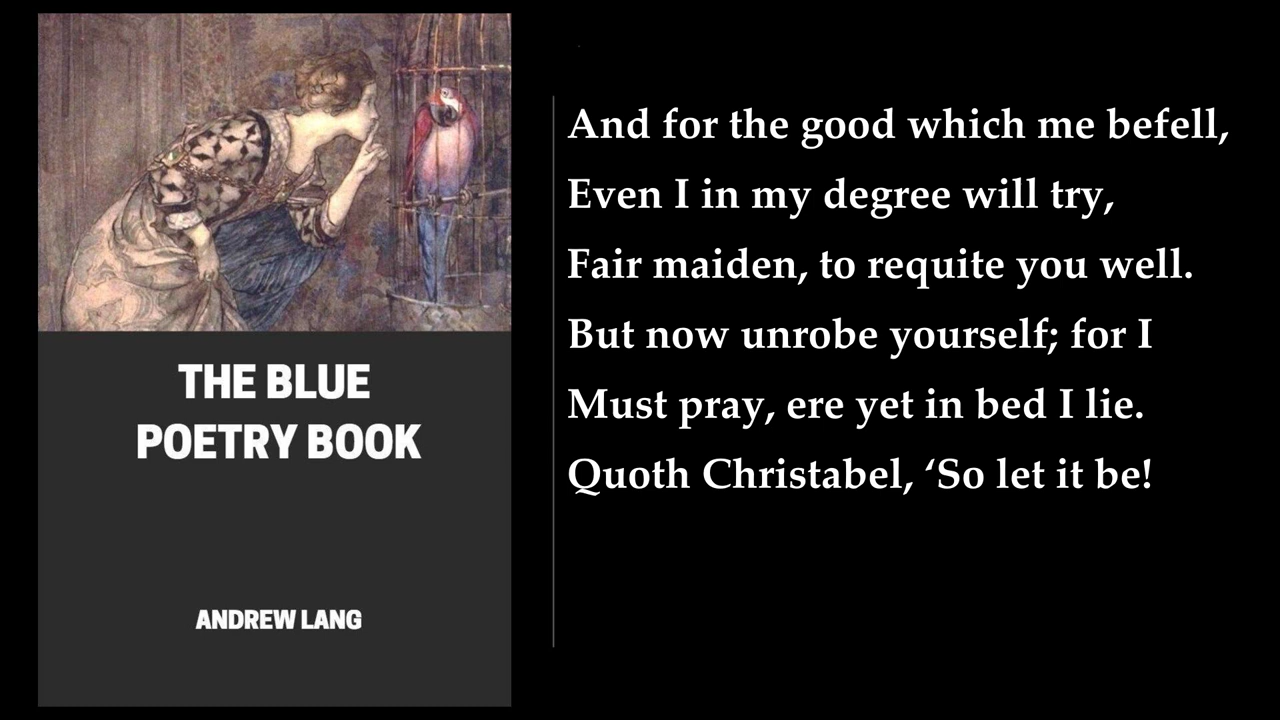 THE BLUE
POETRY BOOK
ANDREW LANG
And for the good which me befell,
Even I in my degree will try,
Fair maiden, to requite you well.
But now unrobe yourself; for I
Must pray, ere yet in bed I lie.
Quoth Christabel, ‘So let it be!